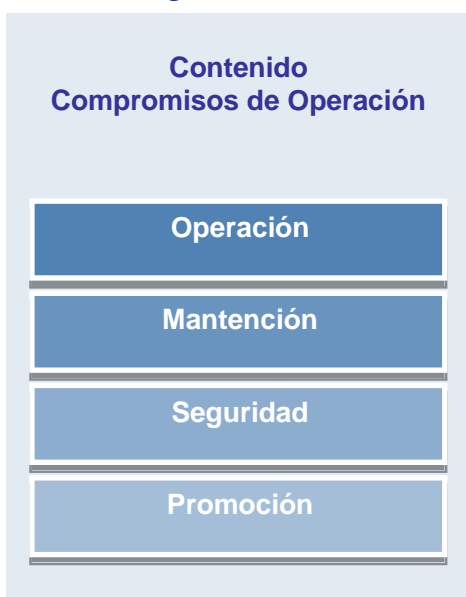 Contenido
Compromisos de Operación
Operación
Mantención
Seguridad
Promoción